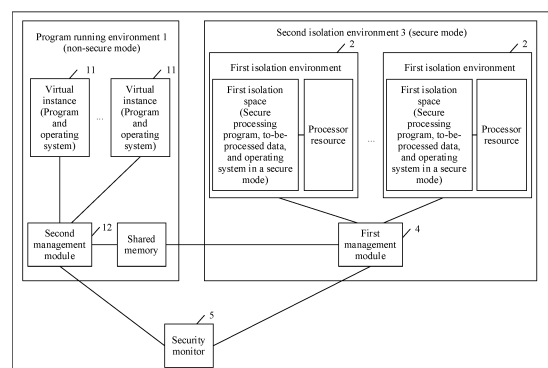 Program running environment 1
(non-secure mode)
11
11
Virtual
instance
(Program
and
operating
system)
...
Virtual
instance
(Program
and
operating
system)
Second
management
module
12
Shared
memory
Second isolation environment 3 (secure mode)
2
First isolation environment
First isolation
space
(Secure
processing
program, to-be-
processed data,
and operating
system in a secure
mode)
Processor
resource
...
2
First isolation environment
First isolation
space
(Secure
processing
program, to-be-
processed data,
and operating
system in a secure
mode)
Processor
resource
First
management
module
4
5
Security
monitor